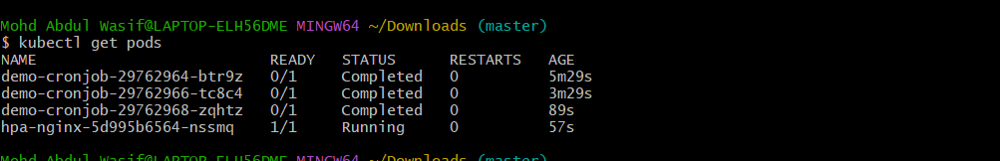 Mohd Abdul Wasif@LAPTOP-ELH56DME MINGW64 ~/Downloads (master)
$ kubectl get pods
NAME READY STATUS RESTARTS AGE
demo-cronjob-29762964-btr9z 0/1 Completed 0 5m29s
demo-cronjob-29762966-tc8c4 0/1 Completed 0 3m29s
demo-cronjob-29762968-zqhtz 0/1 Completed 0 89s
hpa-nginx-5d995b6564-nssmq 1/1 Running 0 57s
Mohd Abdul Wasif@LAPTOP-ELH56DME MINGW64 ~/Downloads (master)